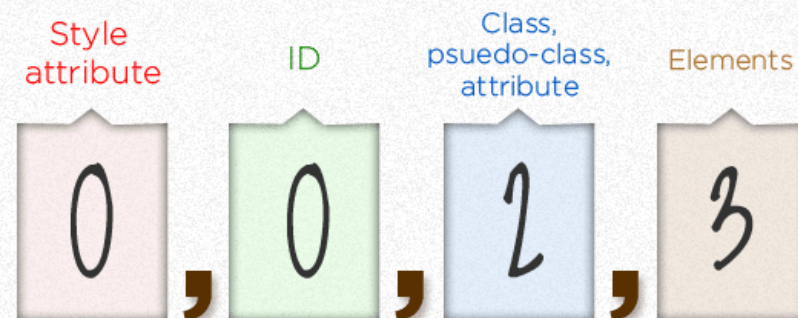 Style
attribute
ID
Class,
psuedo-class,
attribute
Elements
0 , 0 , 2 , 3